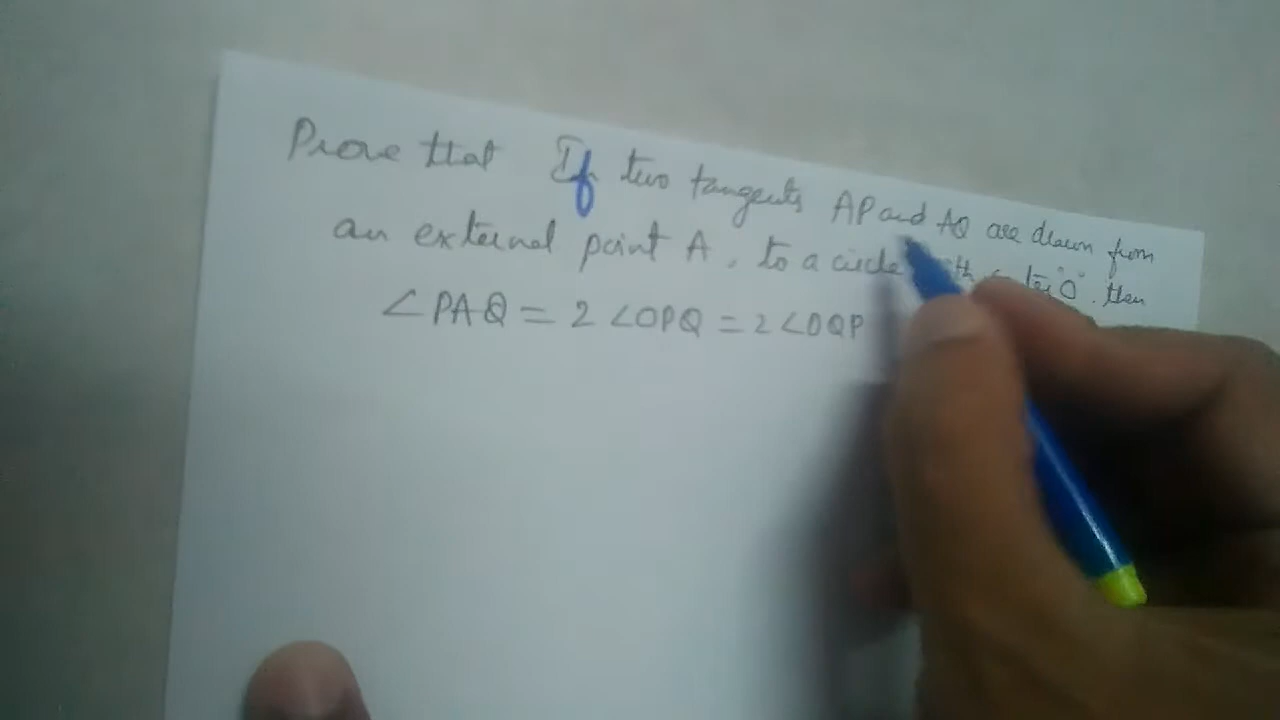 Prove that If two tangents AP and AQ are drawn from
an external point A, to a circle "O". then
∠PAQ = 2 ∠OPQ = 2 ∠OQP